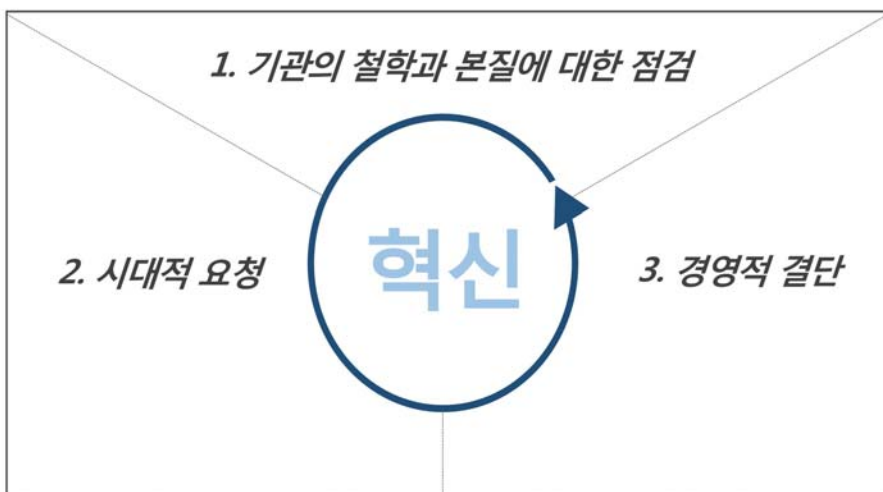 1. 기관의 철학과 본질에 대한 점검
혁신
2. 시대적 요청
3. 경영적 결단